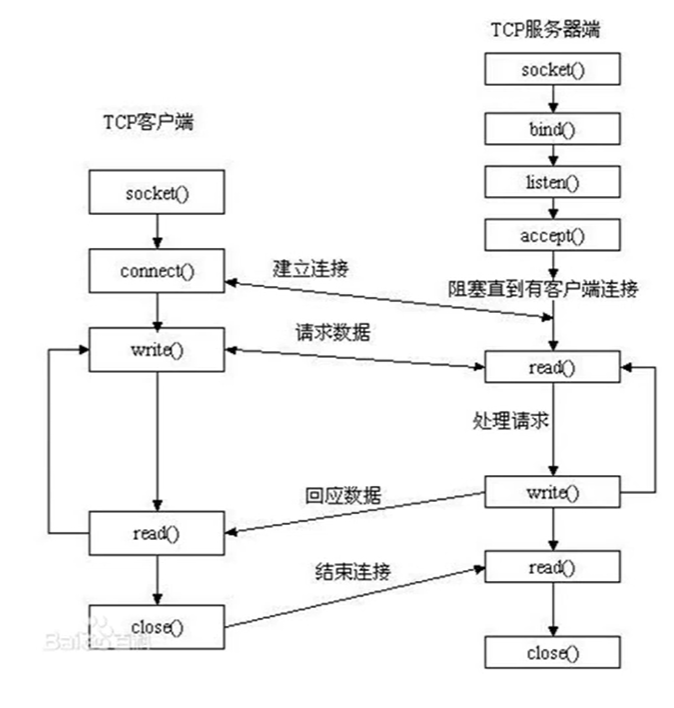 TCP服务器端
socket()
bind()
listen()
accept()
阻塞直到有客户端连接
read()
处理请求
write()
read()
close()
TCP客户端
socket()
connect()
write()
read()
close()
建立连接
请求数据
回应数据
结束连接
Baidu百科